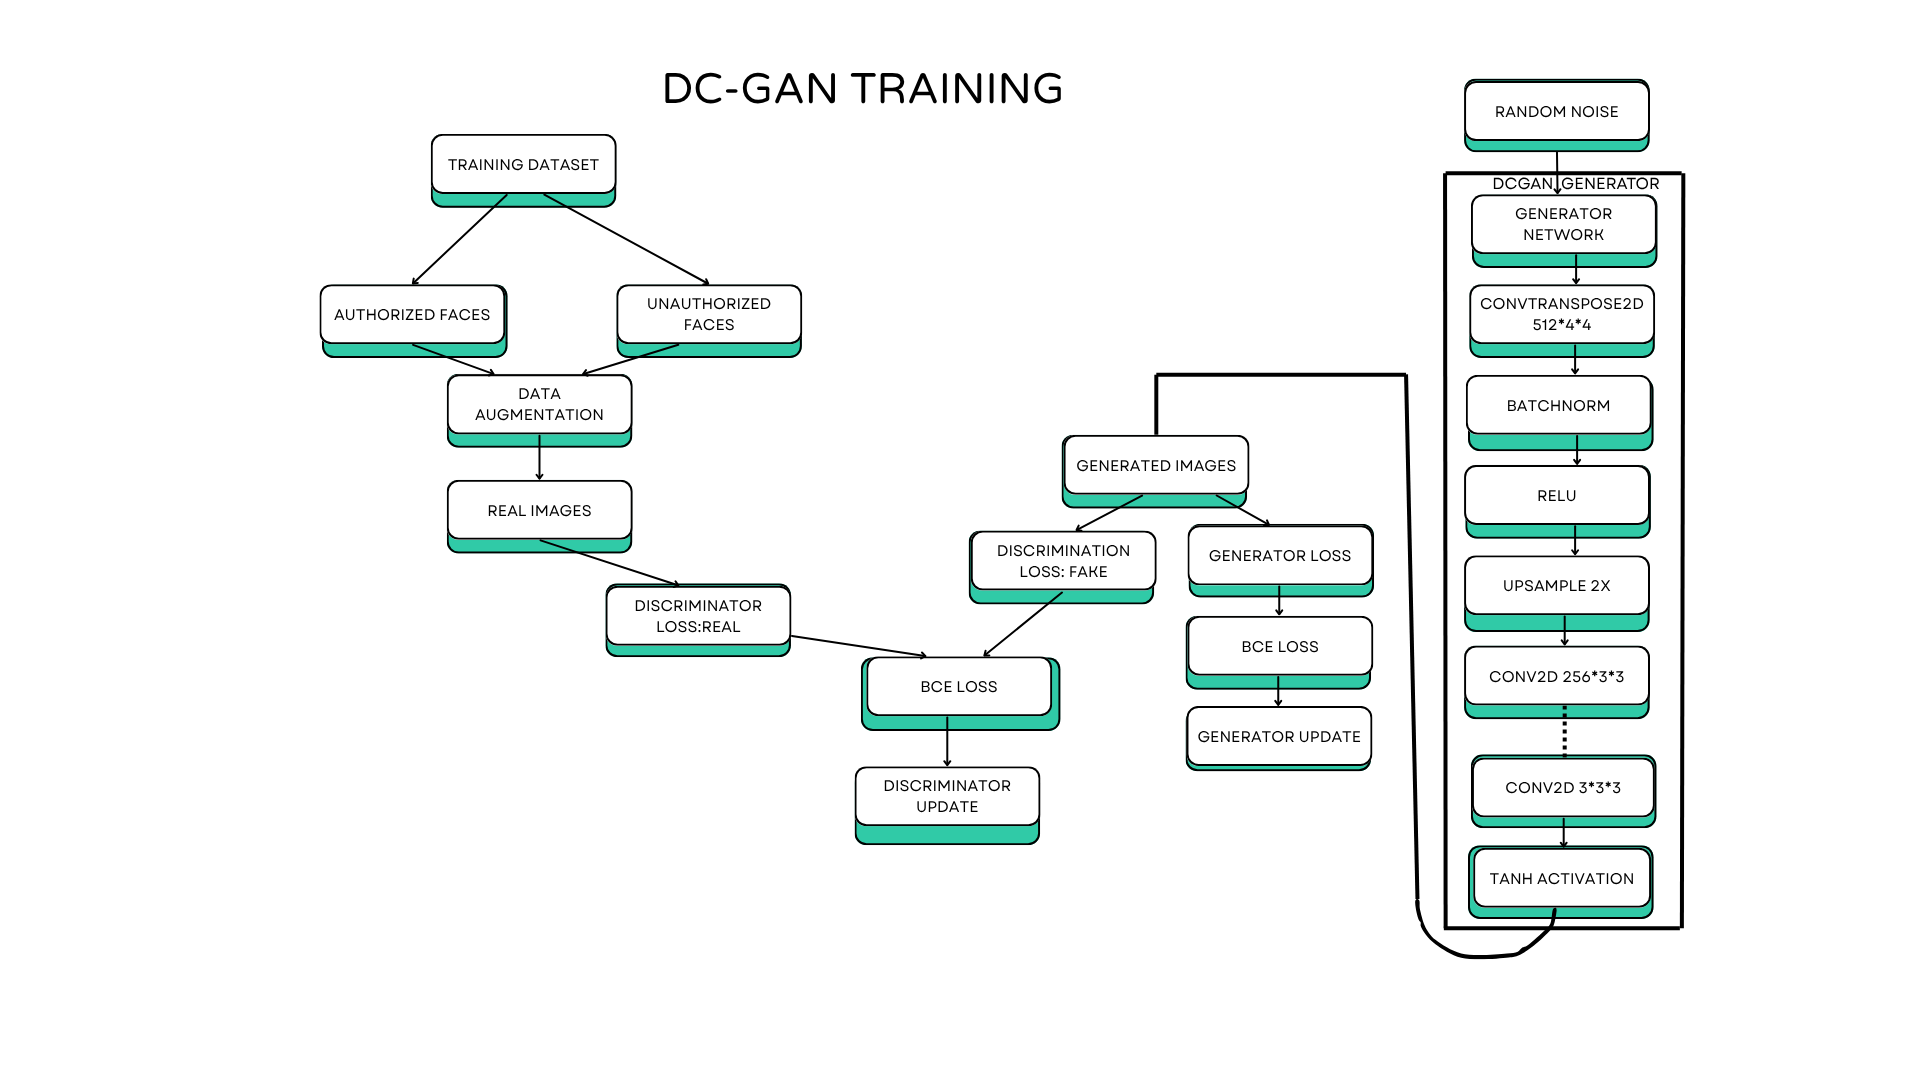 DC-GAN TRAINING
TRAINING DATASET
AUTHORIZED FACES
UNAUTHORIZED
FACES
DATA
AUGMENTATION
REAL IMAGES
DISCRIMINATOR
LOSS:REAL
GENERATED IMAGES
DISCRIMINATION
LOSS: FAKE
GENERATOR LOSS
BCE LOSS
GENERATOR UPDATE
BCE LOSS
DISCRIMINATOR
UPDATE
RANDOM NOISE
DCGAN GENERATOR
GENERATOR
NETWORK
CONVTRANSPOSE2D
512*4*4
BATCHNORM
RELU
UPSAMPLE 2X
CONV2D 256*3*3
CONV2D 3*3*3
TANH ACTIVATION